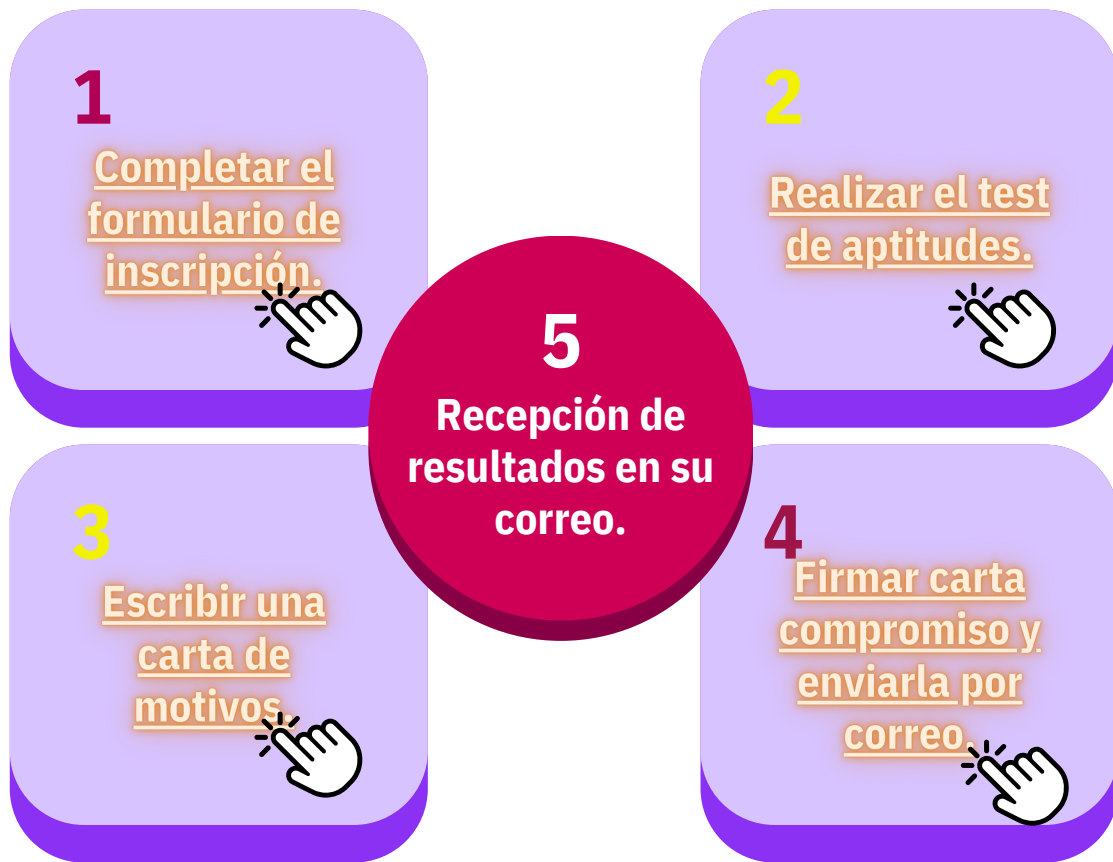 1
Completar el
formulario de
inscripción.
2
Realizar el test
de aptitudes.
3
Escribir una
carta de
motivos.
4
Firmar carta
compromiso y
enviarla por
correo.
5
Recepción de
resultados en su
correo.